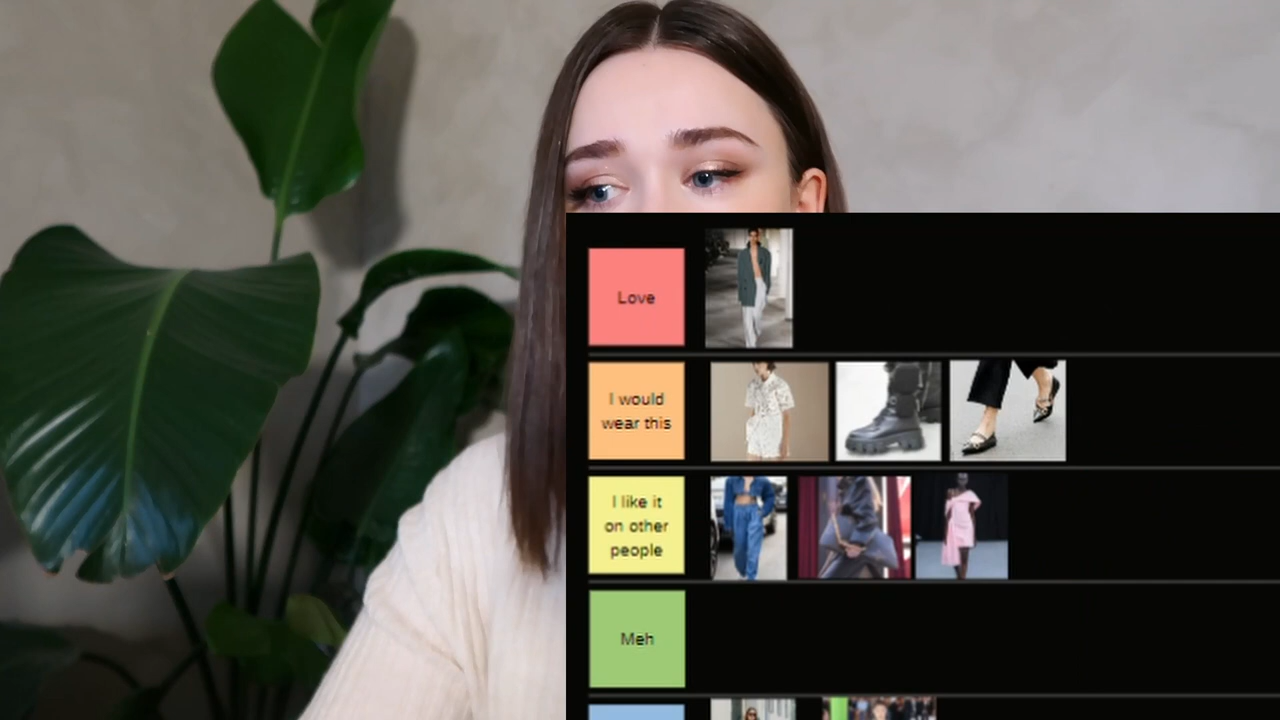 Love
I would
wear this
I like it
on other
people
Meh